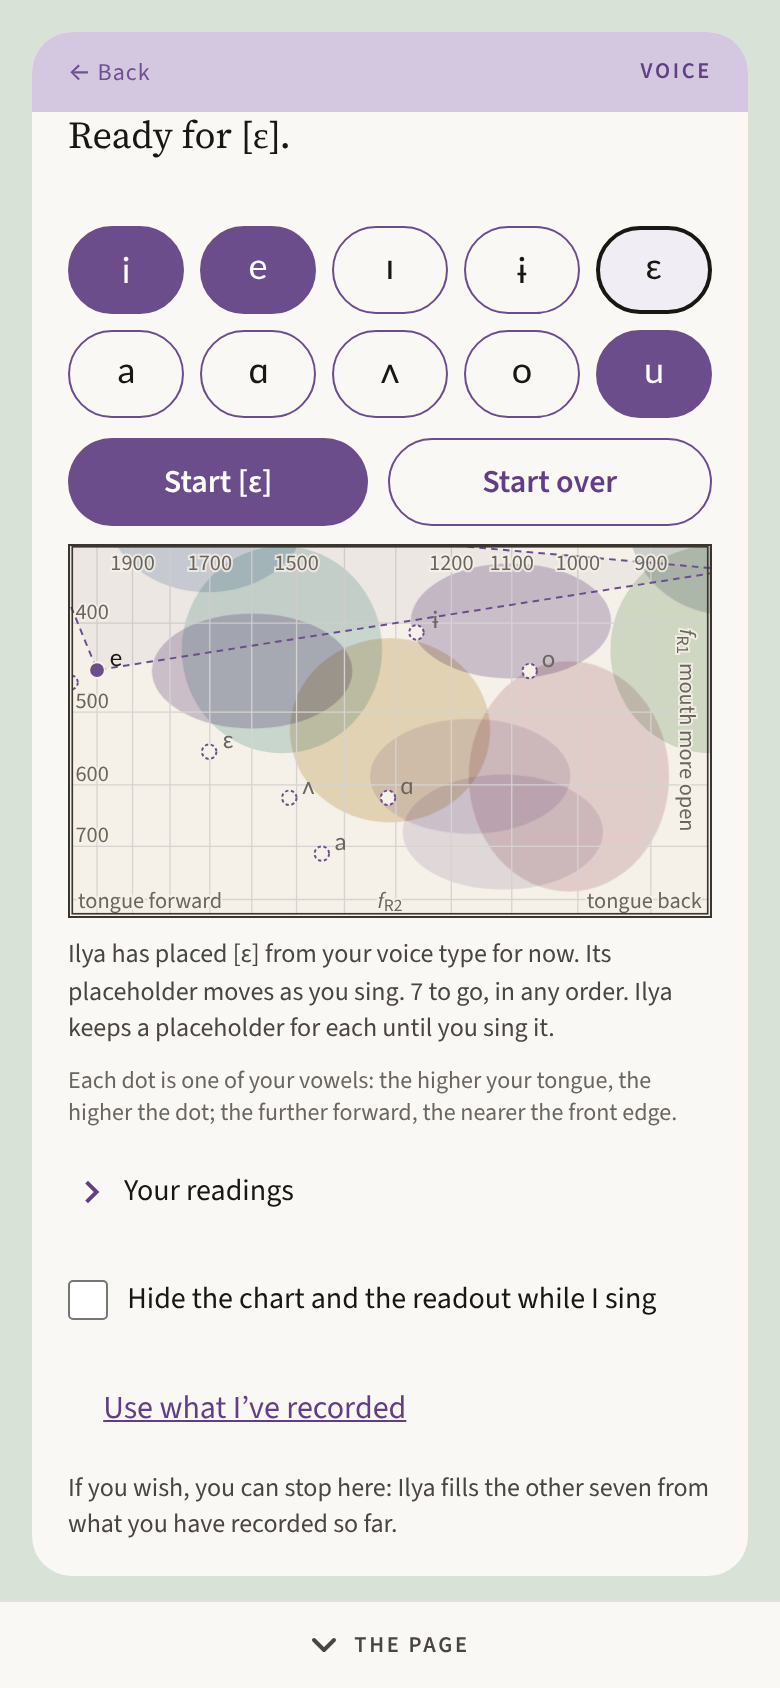 ← Back
VOICE
Ready for [ɛ].
i e ɪ ɨ ɛ
a ɑ ʌ o u
Start [ɛ] Start over
1900 1700 1500 1200 1100 1000 900
400
500
600
700
e
ɨ
o
ɛ
ʌ
ɑ
a
fR1 mouth more open
tongue forward fR2 tongue back
Ilya has placed [ɛ] from your voice type for now. Its
placeholder moves as you sing. 7 to go, in any order. Ilya
keeps a placeholder for each until you sing it.
Each dot is one of your vowels: the higher your tongue, the
higher the dot; the further forward, the nearer the front edge.
Your readings
Hide the chart and the readout while I sing
Use what I’ve recorded
If you wish, you can stop here: Ilya fills the other seven from
what you have recorded so far.
THE PAGE